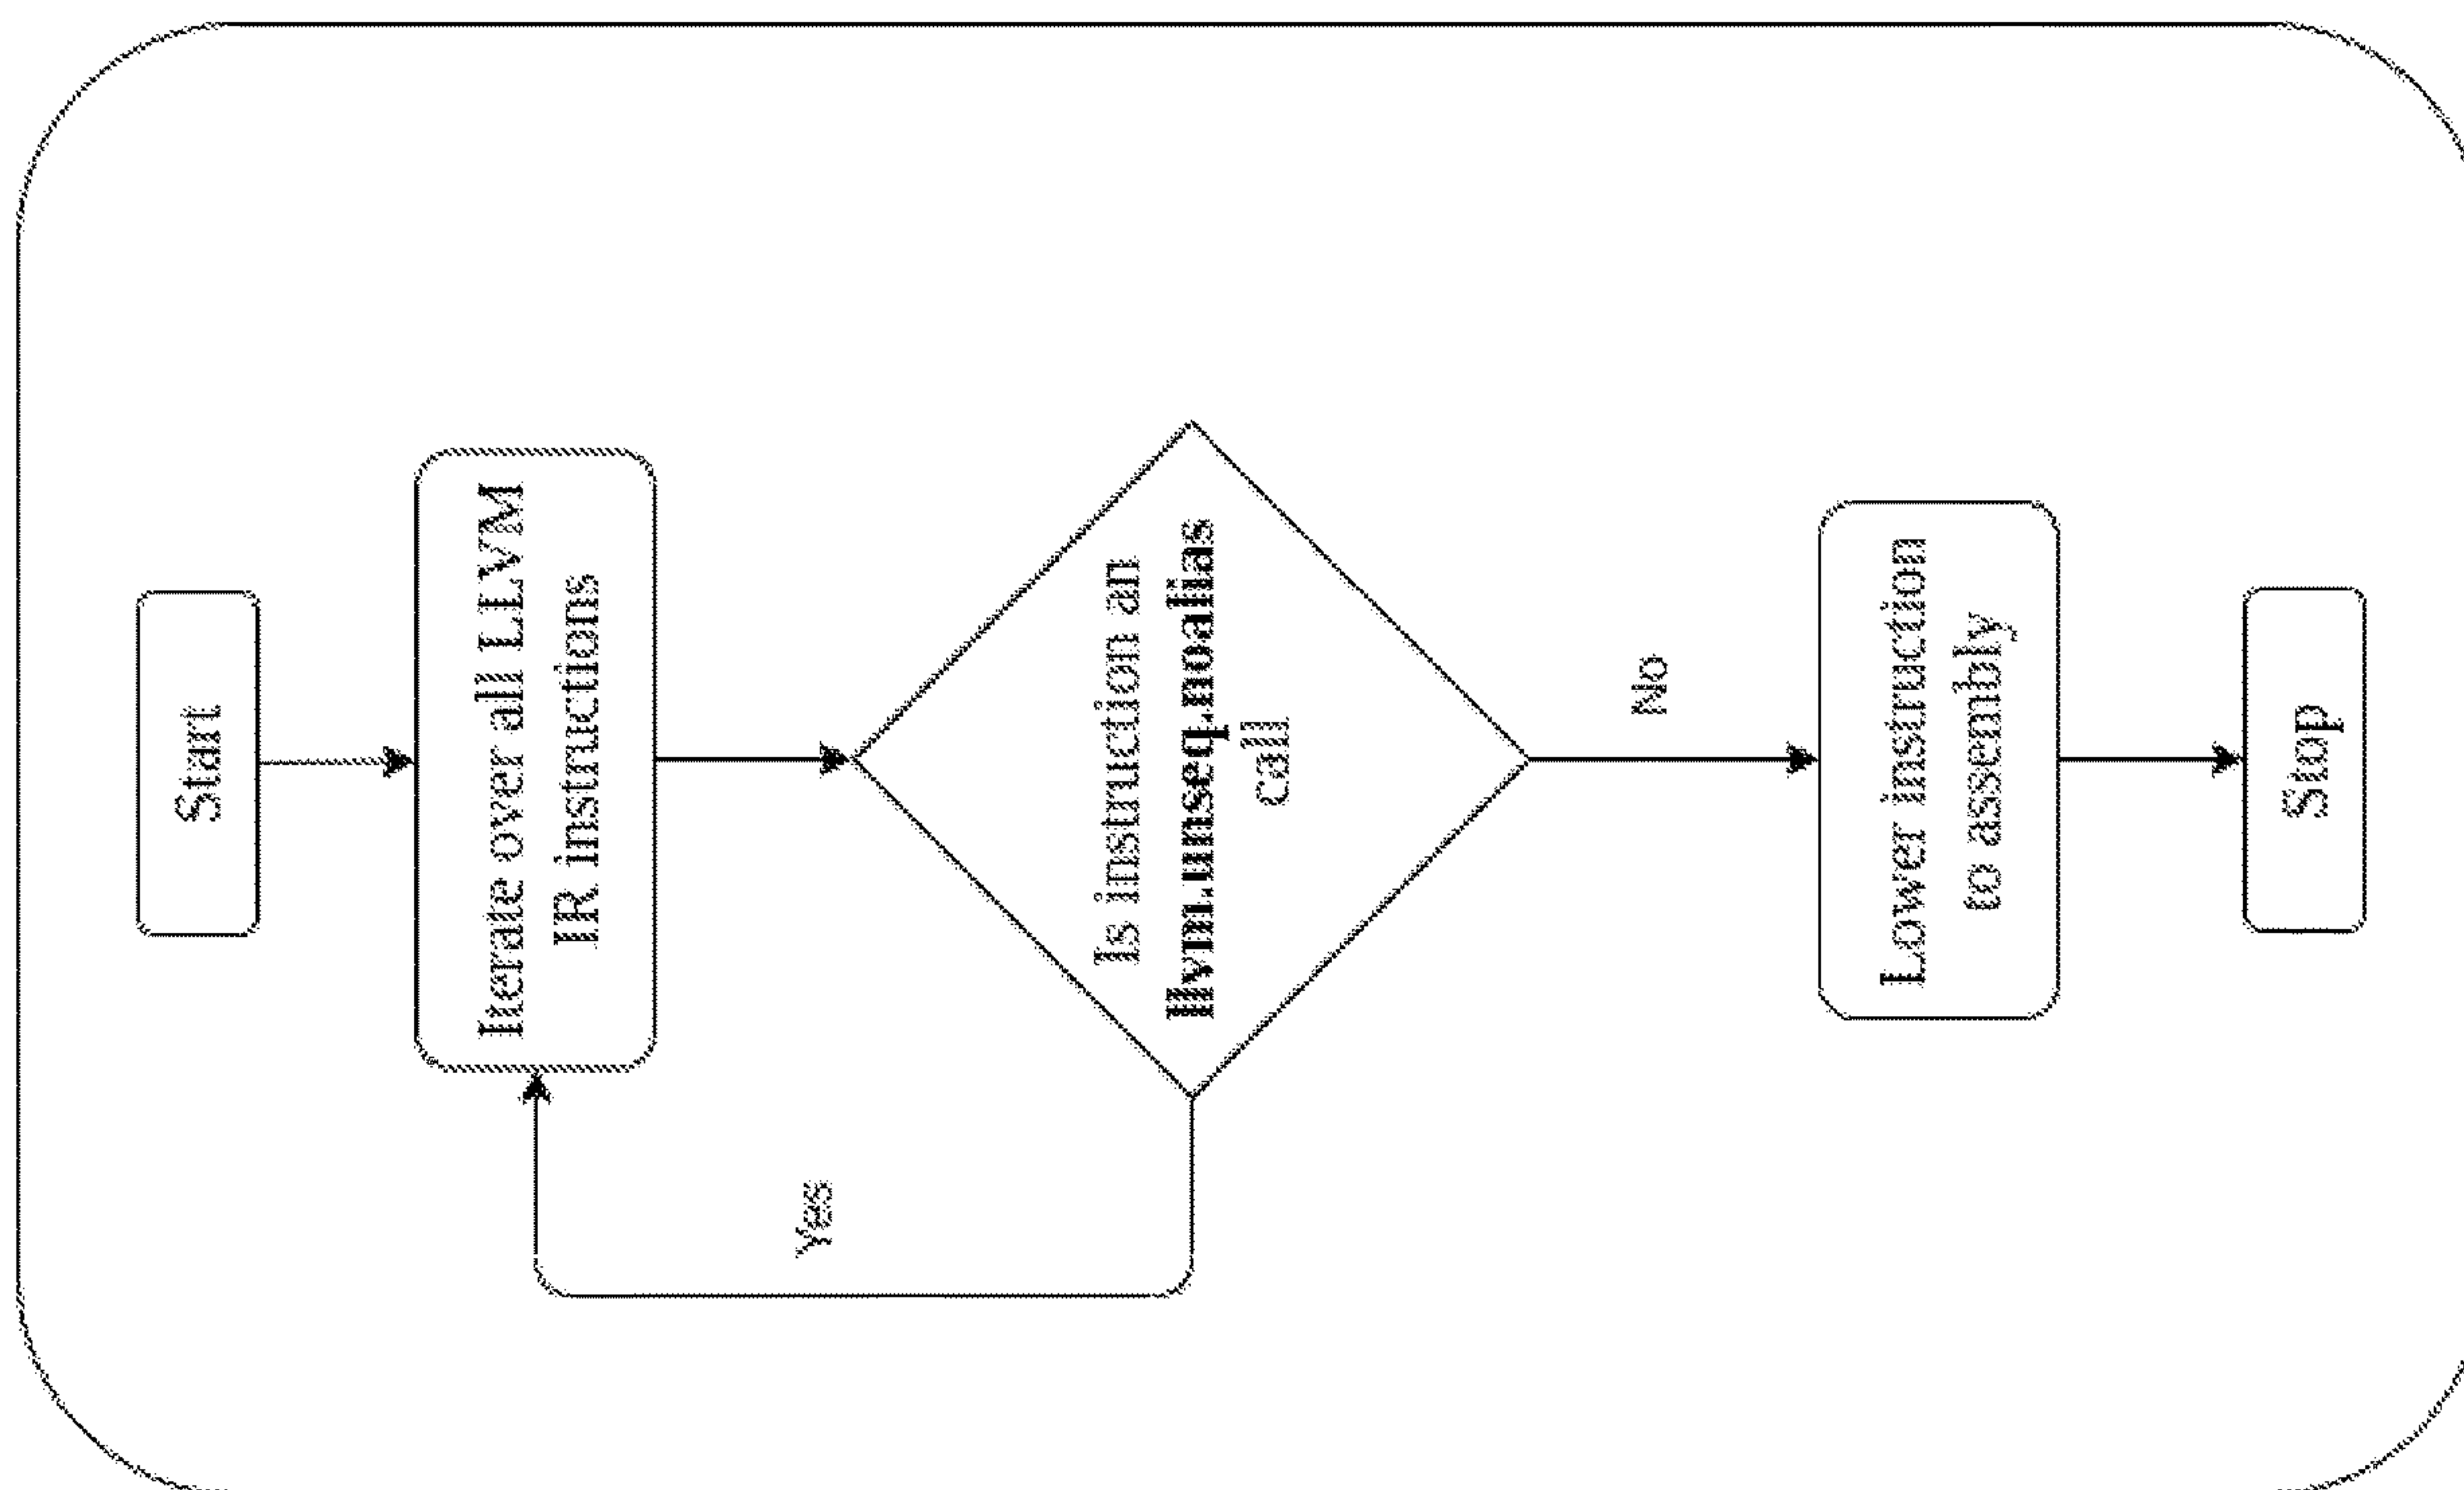 Start
Iterate over all LLVM
IR instructions
Is instruction an
llvm.unseq.noalias
call
Yes
No
Lower instruction
to assembly
Stop